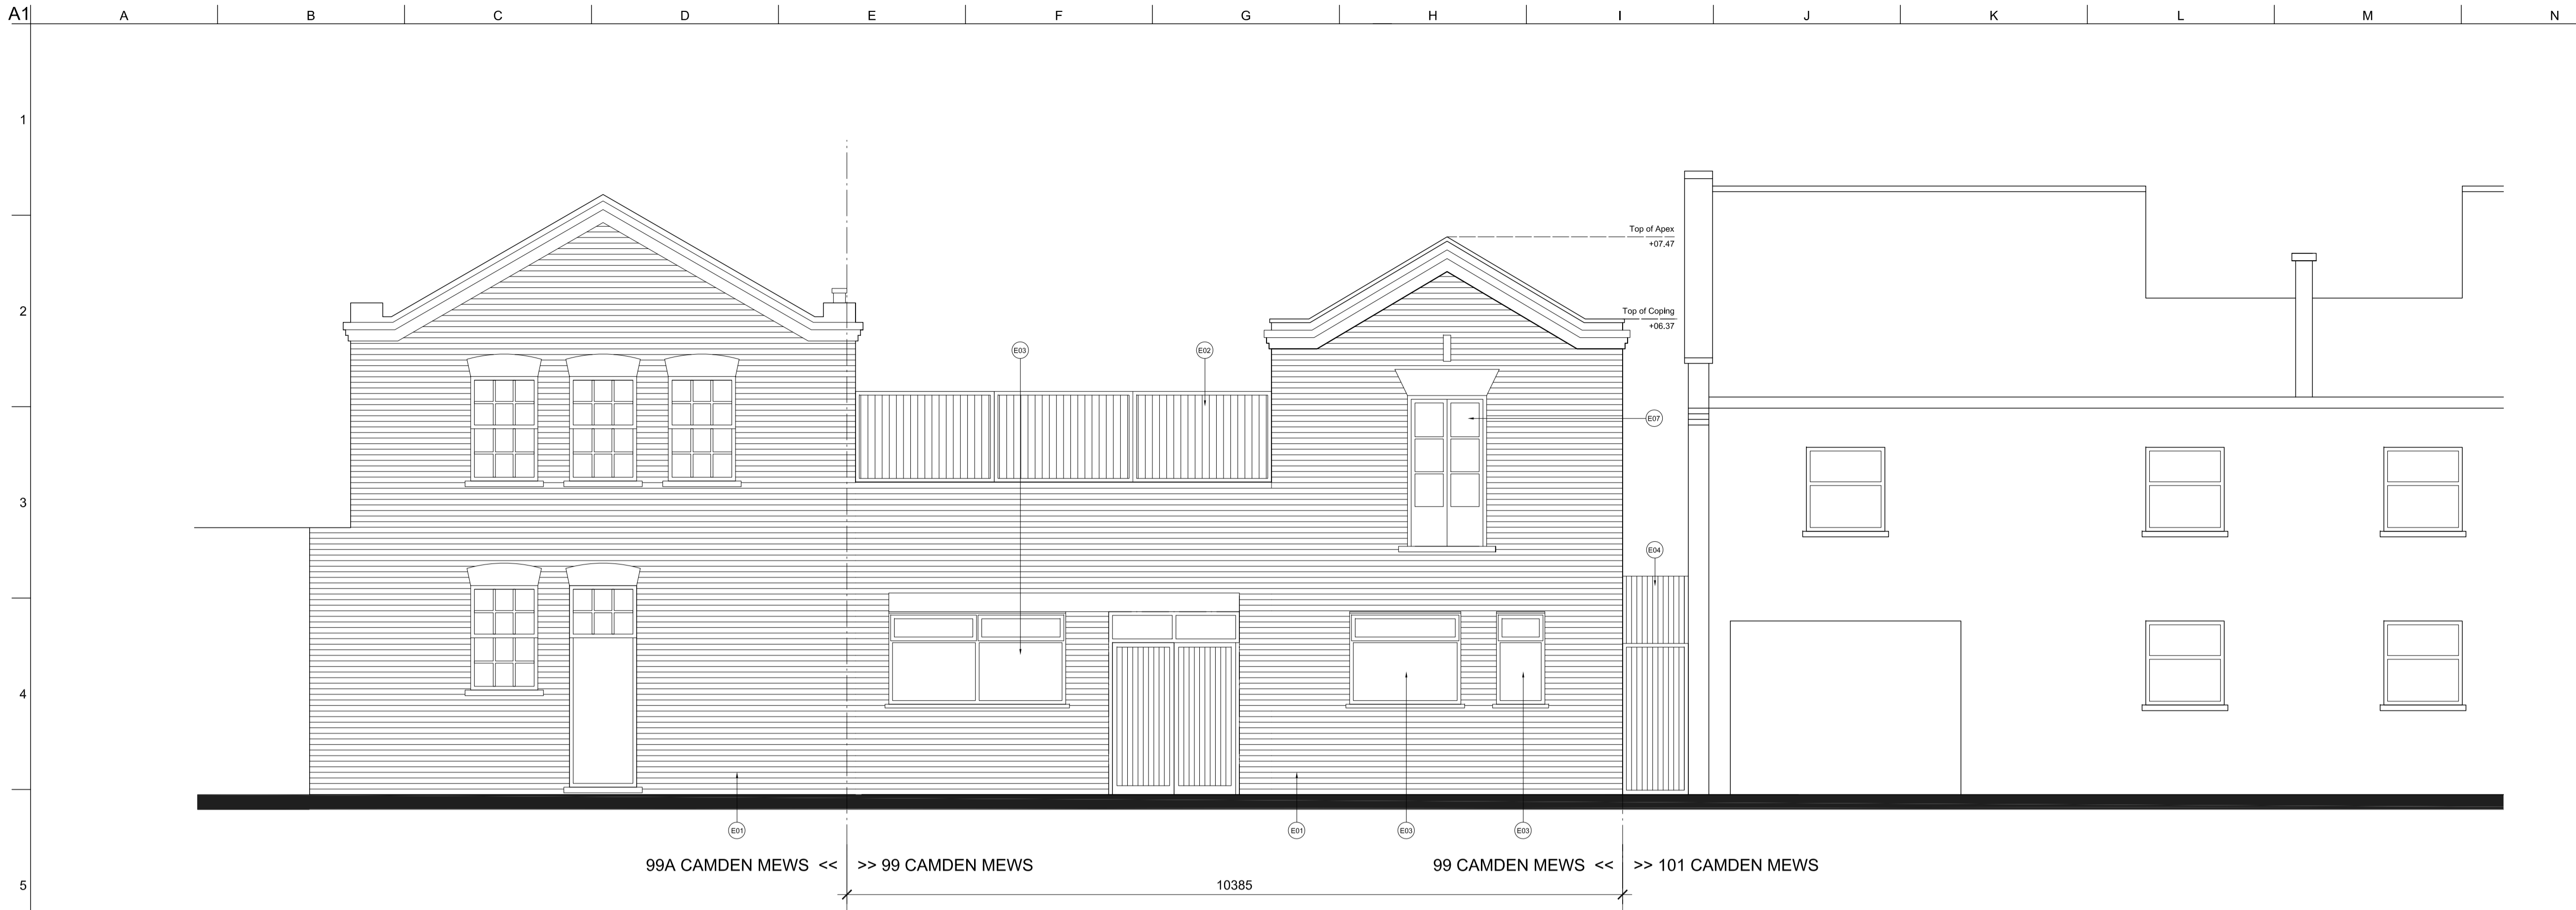 A1
A B C D E F G H I J K L M N
1
Top of Apex
+07.47
2
Top of Coping
+06.37
E03
E02
E07
3
E04
4
E01
E01
E03
E03
99A CAMDEN MEWS <<
>> 99 CAMDEN MEWS
99 CAMDEN MEWS <<
>> 101 CAMDEN MEWS
5
10385